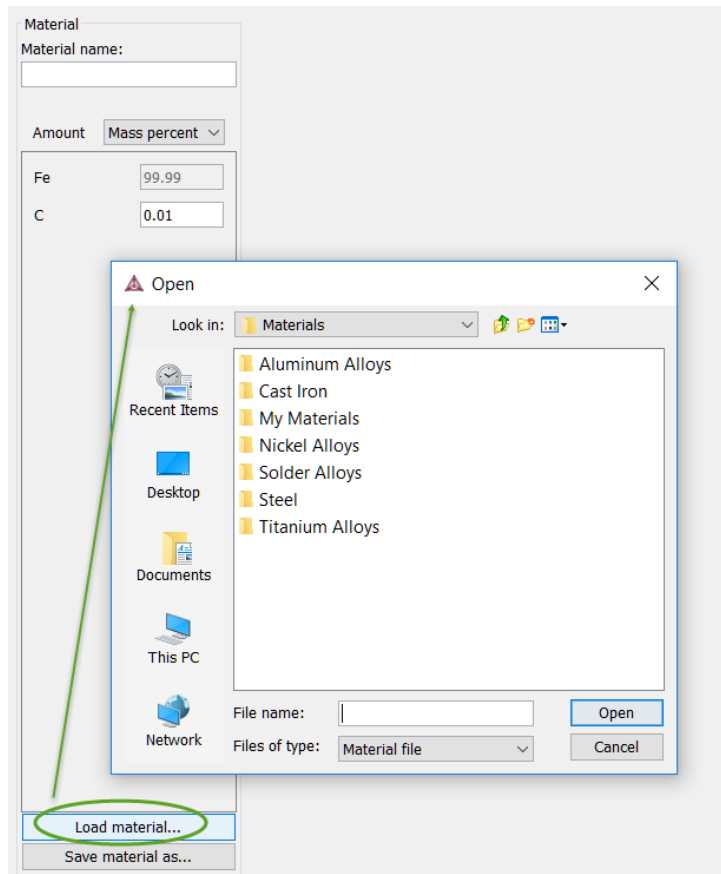 Material
Material name:
Amount Mass percent
Fe 99.99
C 0.01
Open
Look in: Materials
Recent Items
Desktop
Documents
This PC
Network
Aluminum Alloys
Cast Iron
My Materials
Nickel Alloys
Solder Alloys
Steel
Titanium Alloys
File name: Open
Files of type: Material file Cancel
Load material...
Save material as...